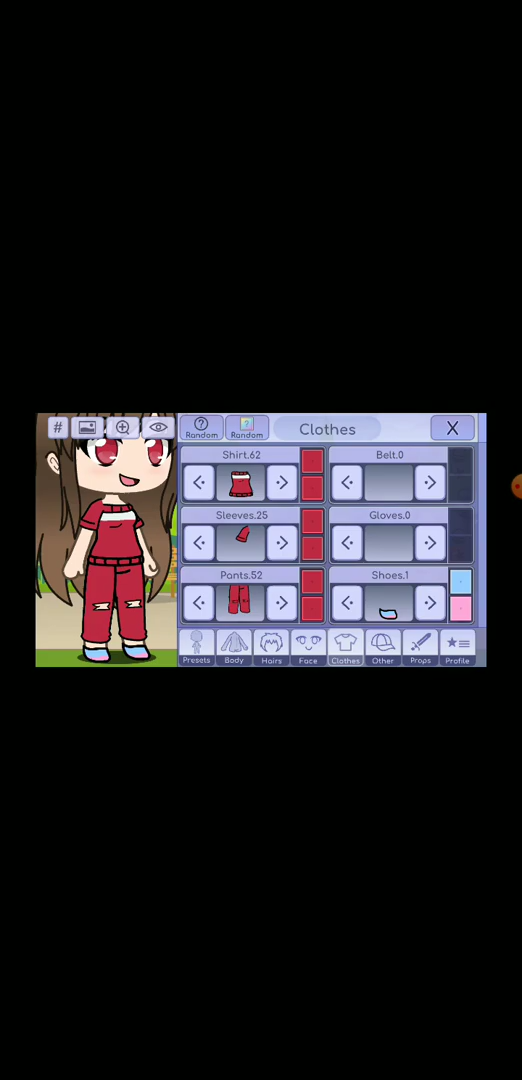 #
Random
Random
Clothes
X
Shirt.62
Belt.0
Sleeves.25
Gloves.0
Pants.52
Shoes.1
Presets
Body
Hairs
Face
Clothes
Other
Props
Profile